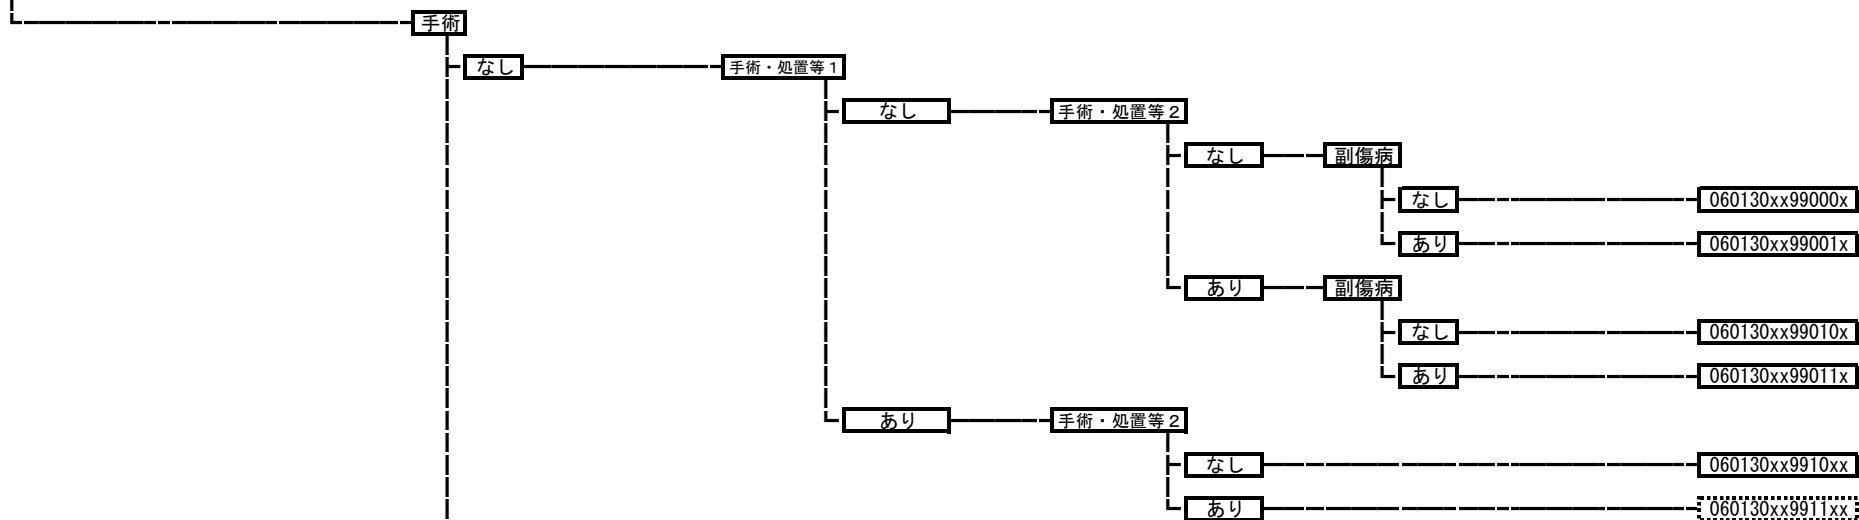 手術
なし 手術・処置等１
なし 手術・処置等２
なし 副傷病
なし 060130xx99000x
あり 060130xx99001x
あり 副傷病
なし 060130xx99010x
あり 060130xx99011x
あり 手術・処置等２
なし 060130xx9910xx
あり 060130xx9911xx